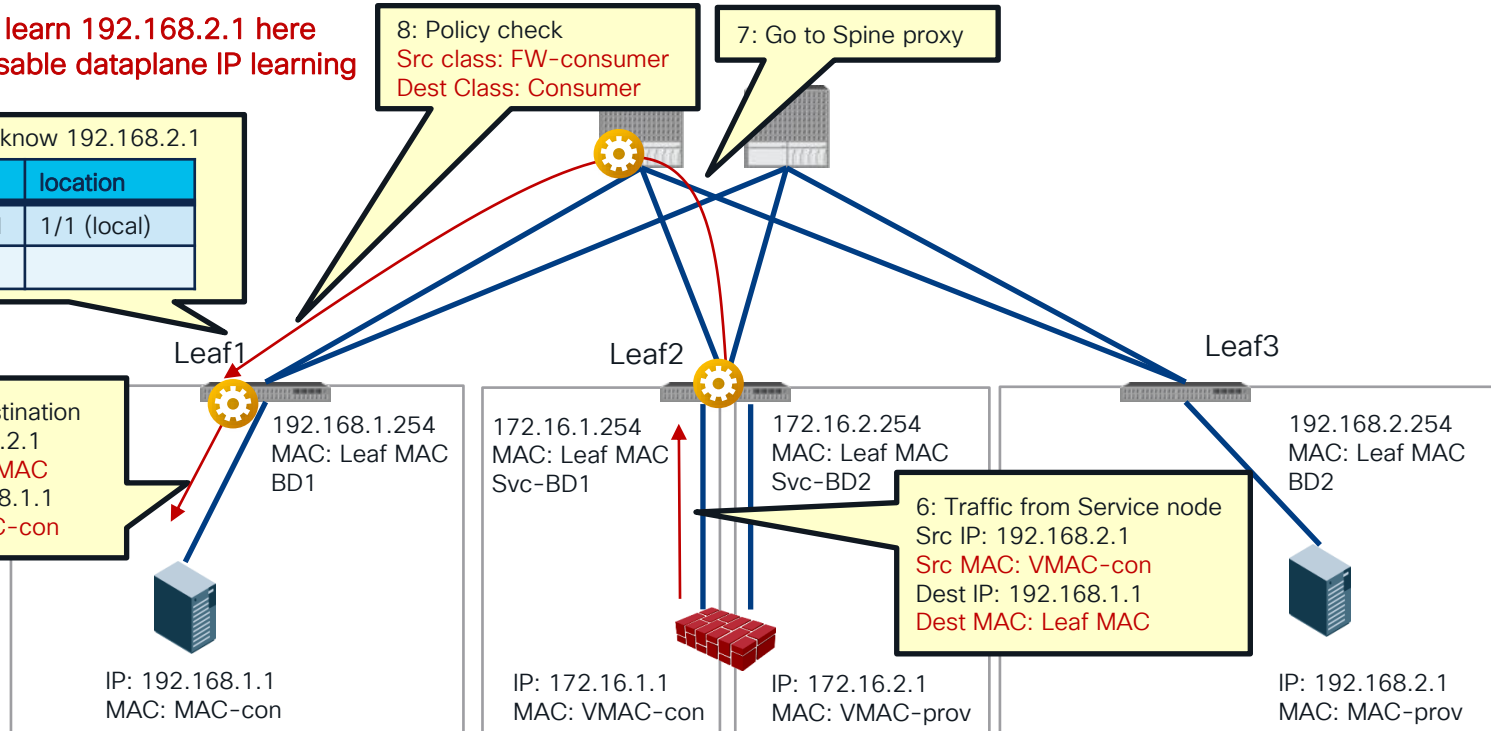 learn 192.168.2.1 here
sable dataplane IP learning
8: Policy check
Src class: FW-consumer
Dest Class: Consumer
7: Go to Spine proxy
know 192.168.2.1
location
1/1 (local)
Leaf1
Leaf2
Leaf3
stination
.2.1
MAC
8.1.1
C-con
192.168.1.254
MAC: Leaf MAC
BD1
172.16.1.254
MAC: Leaf MAC
Svc-BD1
172.16.2.254
MAC: Leaf MAC
Svc-BD2
192.168.2.254
MAC: Leaf MAC
BD2
6: Traffic from Service node
Src IP: 192.168.2.1
Src MAC: VMAC-con
Dest IP: 192.168.1.1
Dest MAC: Leaf MAC
IP: 192.168.1.1
MAC: MAC-con
IP: 172.16.1.1
MAC: VMAC-con
IP: 172.16.2.1
MAC: VMAC-prov
IP: 192.168.2.1
MAC: MAC-prov